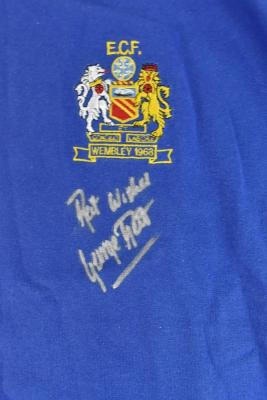 E.C.F.
WEMBLEY 1968
Best Wishes
George Best